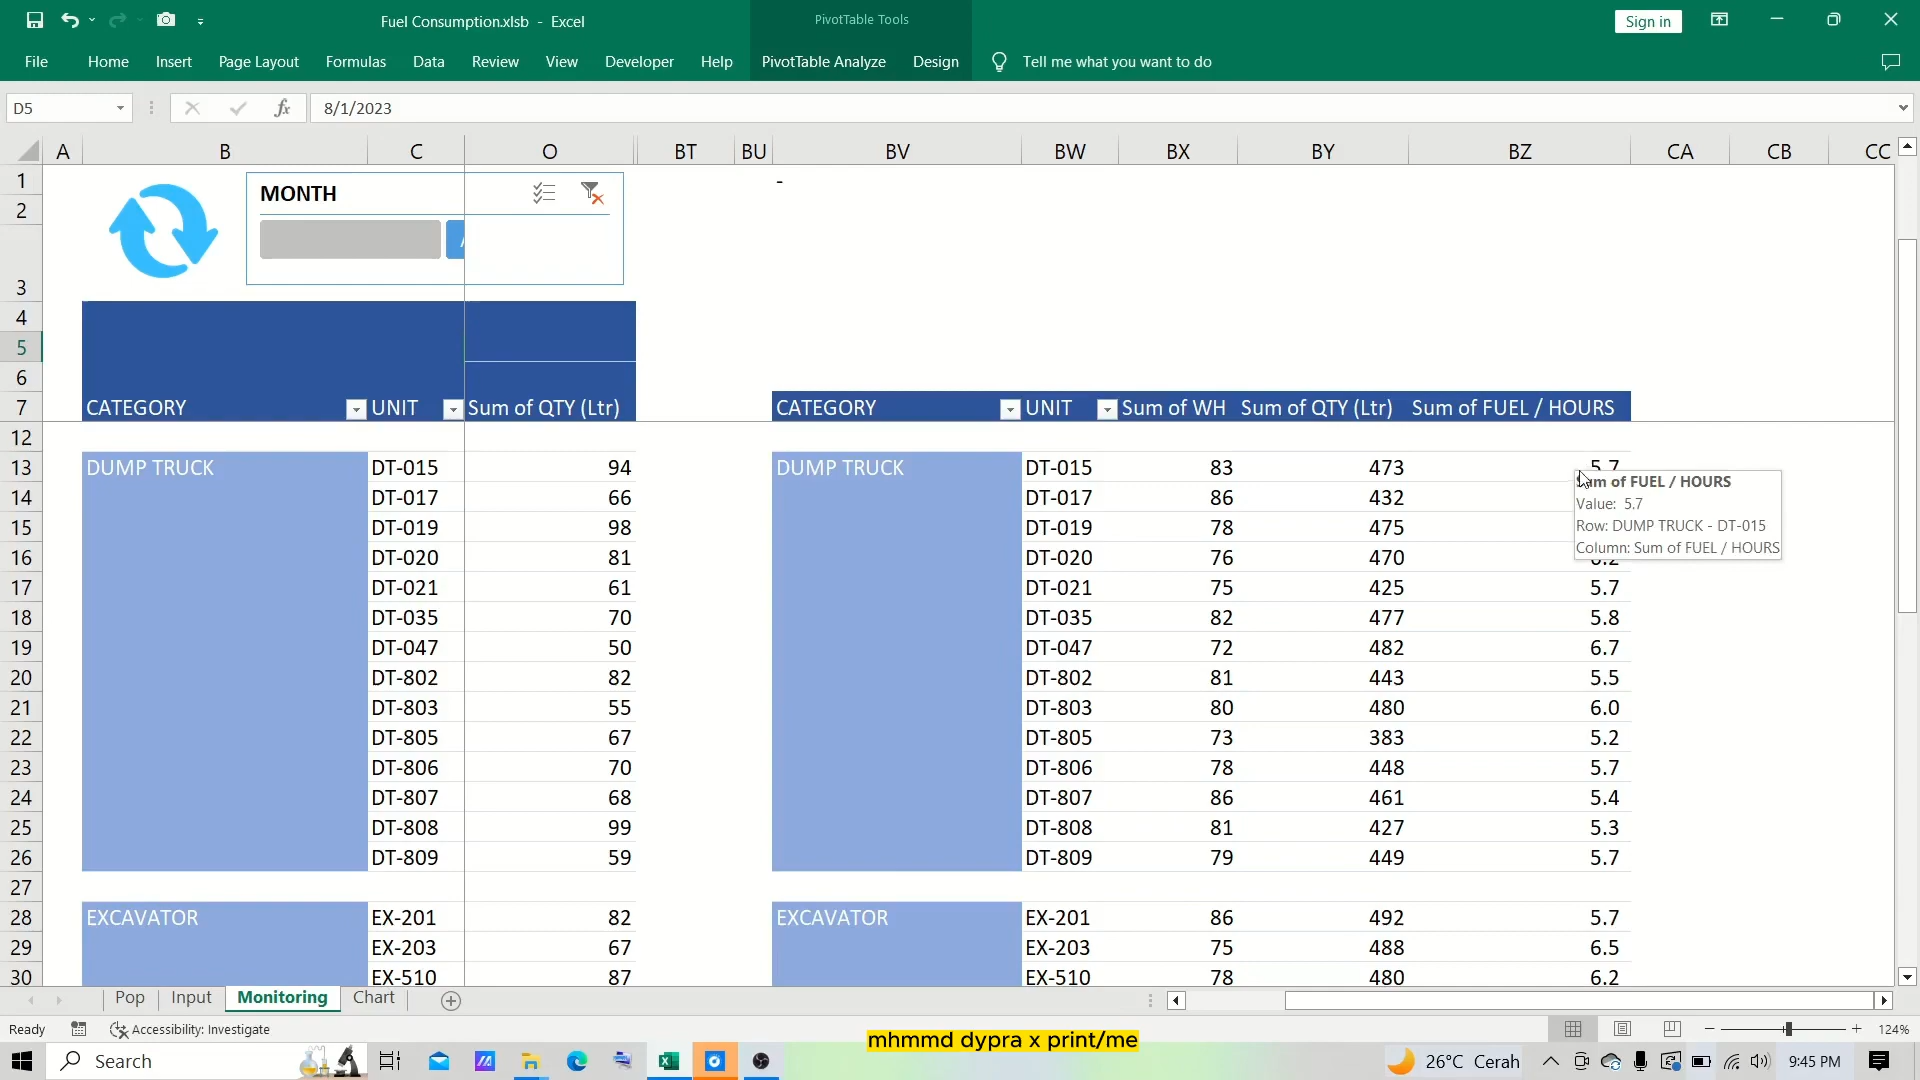 Fuel Consumption.xlsb - Excel
PivotTable Tools
Sign in
File Home Insert Page Layout Formulas Data Review View Developer Help PivotTable Analyze Design Tell me what you want to do
D5 fx 8/1/2023
A B C O BT BU BV BW BX BY BZ CA CB CC
1 MONTH -
2
3
4
5
6
7 CATEGORY UNIT Sum of QTY (Ltr) CATEGORY UNIT Sum of WH Sum of QTY (Ltr) Sum of FUEL / HOURS
12
13 DUMP TRUCK DT-015 94 DUMP TRUCK DT-015 83 473 5.7
14 DT-017 66 DT-017 86 432
15 DT-019 98 DT-019 78 475
16 DT-020 81 DT-020 76 470 6.2
17 DT-021 61 DT-021 75 425 5.7
18 DT-035 70 DT-035 82 477 5.8
19 DT-047 50 DT-047 72 482 6.7
20 DT-802 82 DT-802 81 443 5.5
21 DT-803 55 DT-803 80 480 6.0
22 DT-805 67 DT-805 73 383 5.2
23 DT-806 70 DT-806 78 448 5.7
24 DT-807 68 DT-807 86 461 5.4
25 DT-808 99 DT-808 81 427 5.3
26 DT-809 59 DT-809 79 449 5.7
27
28 EXCAVATOR EX-201 82 EXCAVATOR EX-201 86 492 5.7
29 EX-203 67 EX-203 75 488 6.5
30 EX-510 87 EX-510 78 480 6.2
Sum of FUEL / HOURS
Value: 5.7
Row: DUMP TRUCK - DT-015
Column: Sum of FUEL / HOURS
Pop Input Monitoring Chart
Ready Accessibility: Investigate 124%
mhmmd dypra x print/me
Search 26°C Cerah 9:45 PM